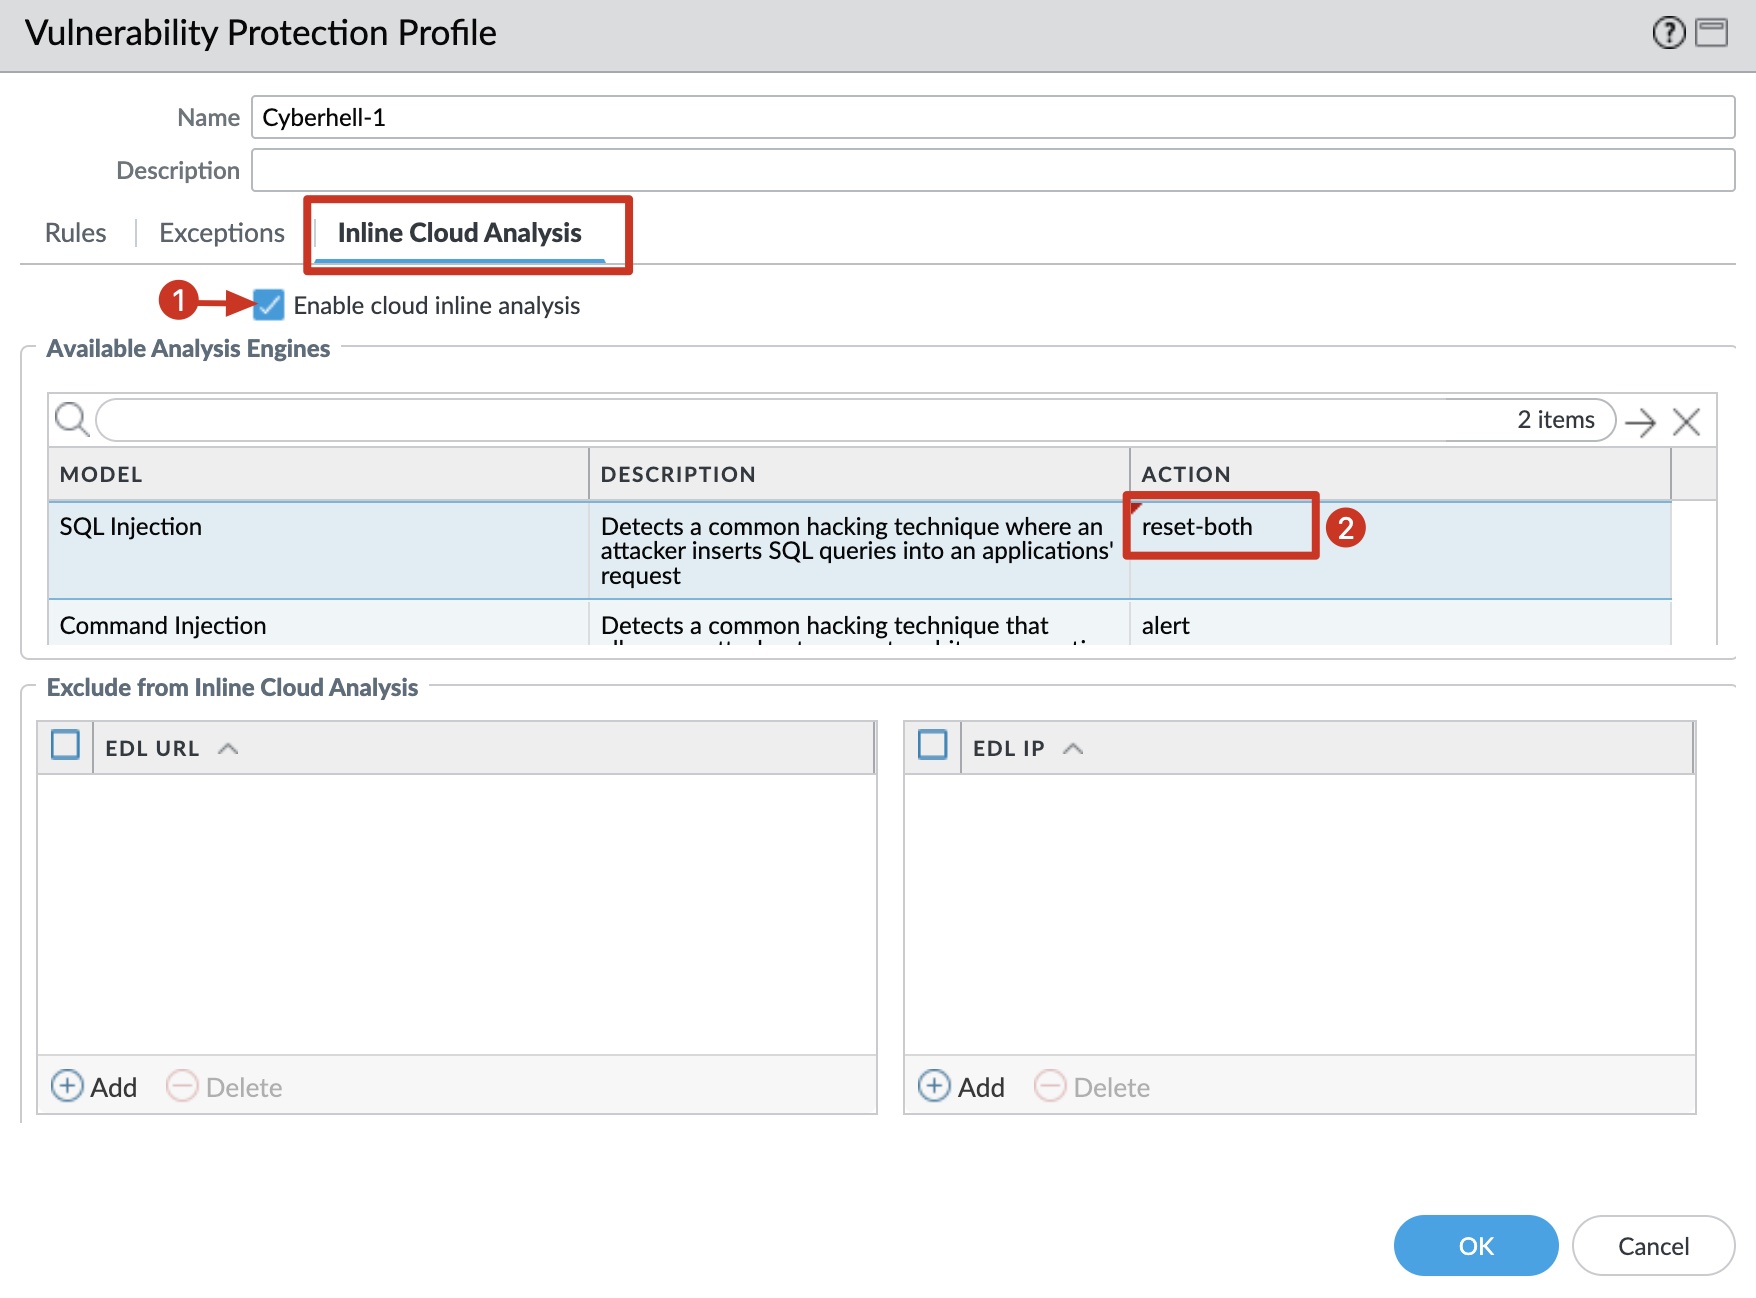 Vulnerability Protection Profile
?
Name
Cyberhell-1
Description
Rules
Exceptions
Inline Cloud Analysis
1
Enable cloud inline analysis
Available Analysis Engines
2 items
MODEL
DESCRIPTION
ACTION
SQL Injection
Detects a common hacking technique where an
attacker inserts SQL queries into an applications'
request
reset-both
2
Command Injection
Detects a common hacking technique that
alert
Exclude from Inline Cloud Analysis
EDL URL
EDL IP
Add
Delete
Add
Delete
OK
Cancel